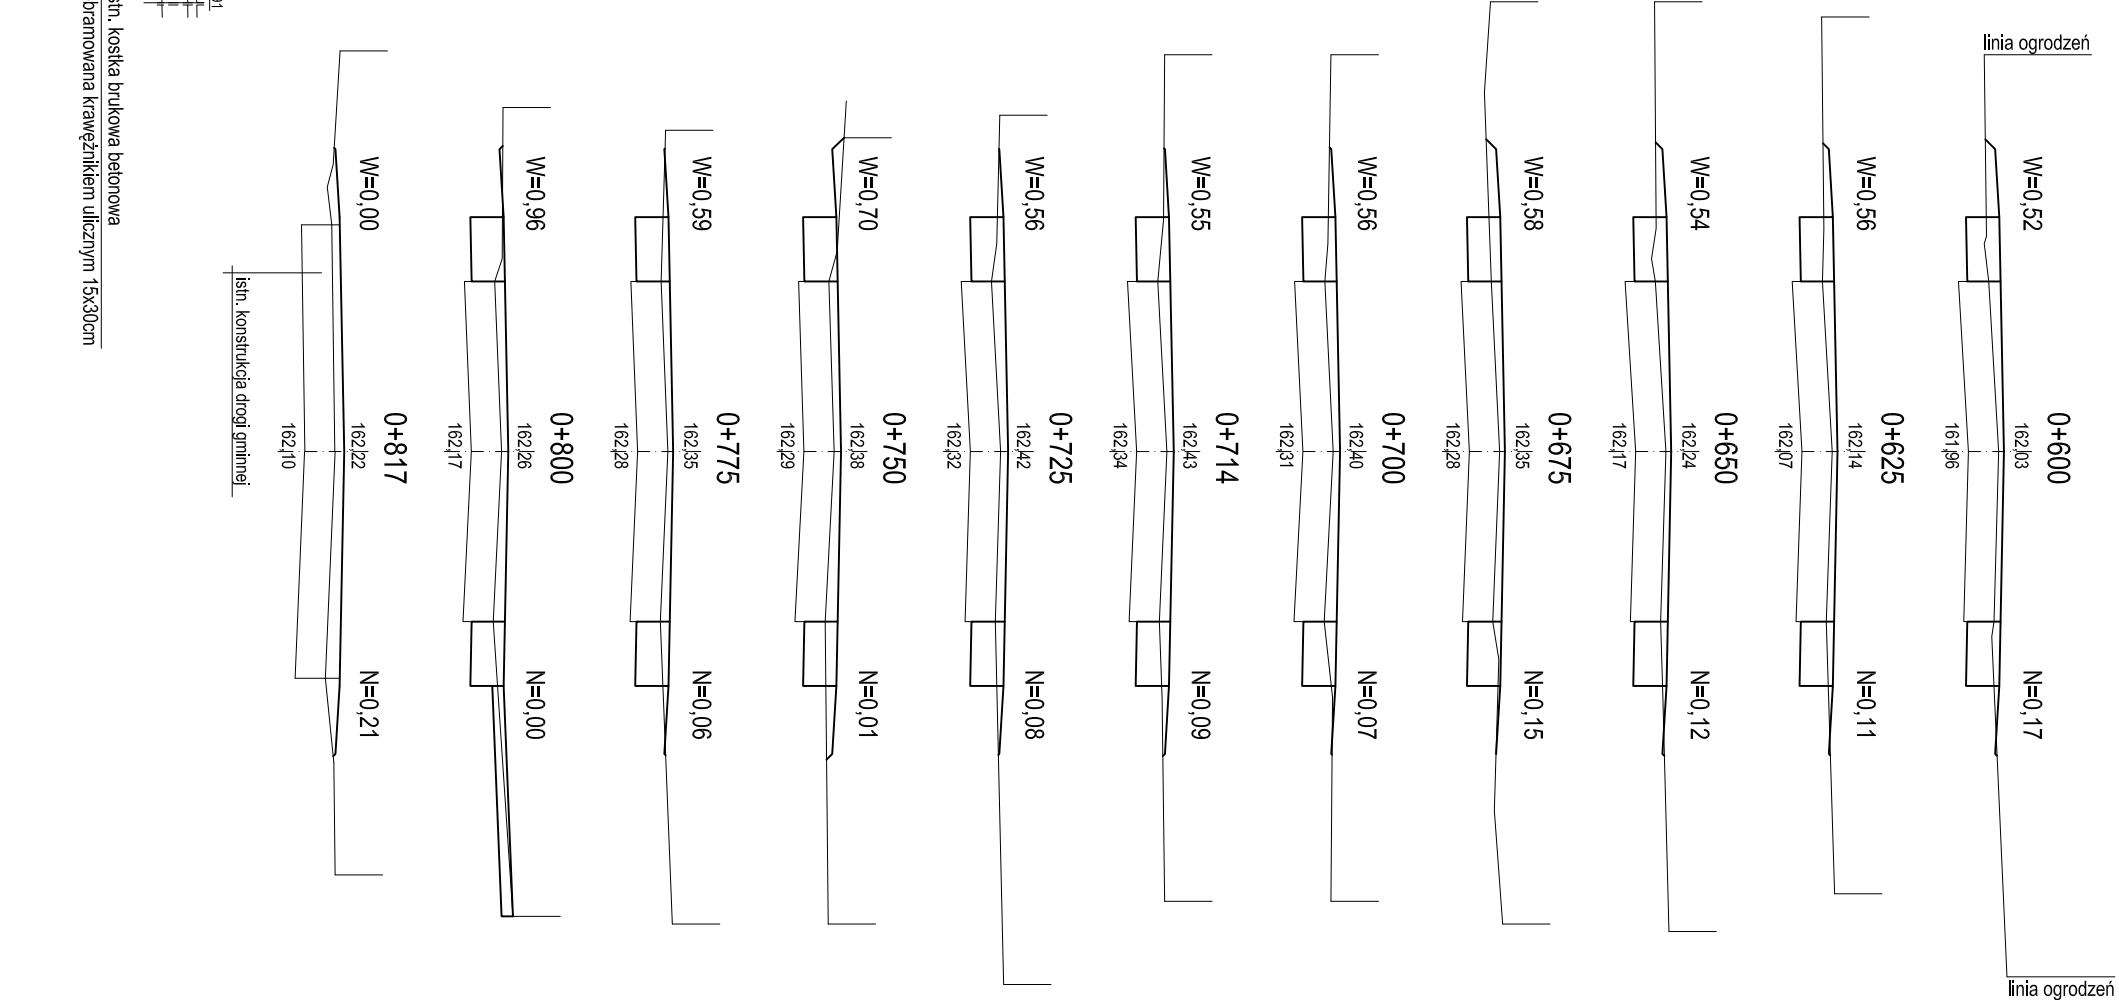 linia ogrodzeń
0+600
162,03
161,96
W=0,52
N=0,17
linia ogrodzeń
0+625
162,14
162,07
W=0,56
N=0,11
0+650
162,24
162,17
W=0,54
N=0,12
0+675
162,35
162,28
W=0,58
N=0,15
0+700
162,40
162,31
W=0,56
N=0,07
0+714
162,43
162,34
W=0,55
N=0,09
0+725
162,42
162,32
W=0,56
N=0,08
0+750
162,38
162,29
W=0,70
N=0,01
0+775
162,35
162,28
W=0,59
N=0,06
0+800
162,26
162,17
W=0,96
N=0,00
0+817
162,22
162,10
W=0,00
N=0,21
istn. konstrukcja drogi gminnej
stn. kostka brukowa betonowa
bramowana krawężnikiem ulicznym 15x30cm